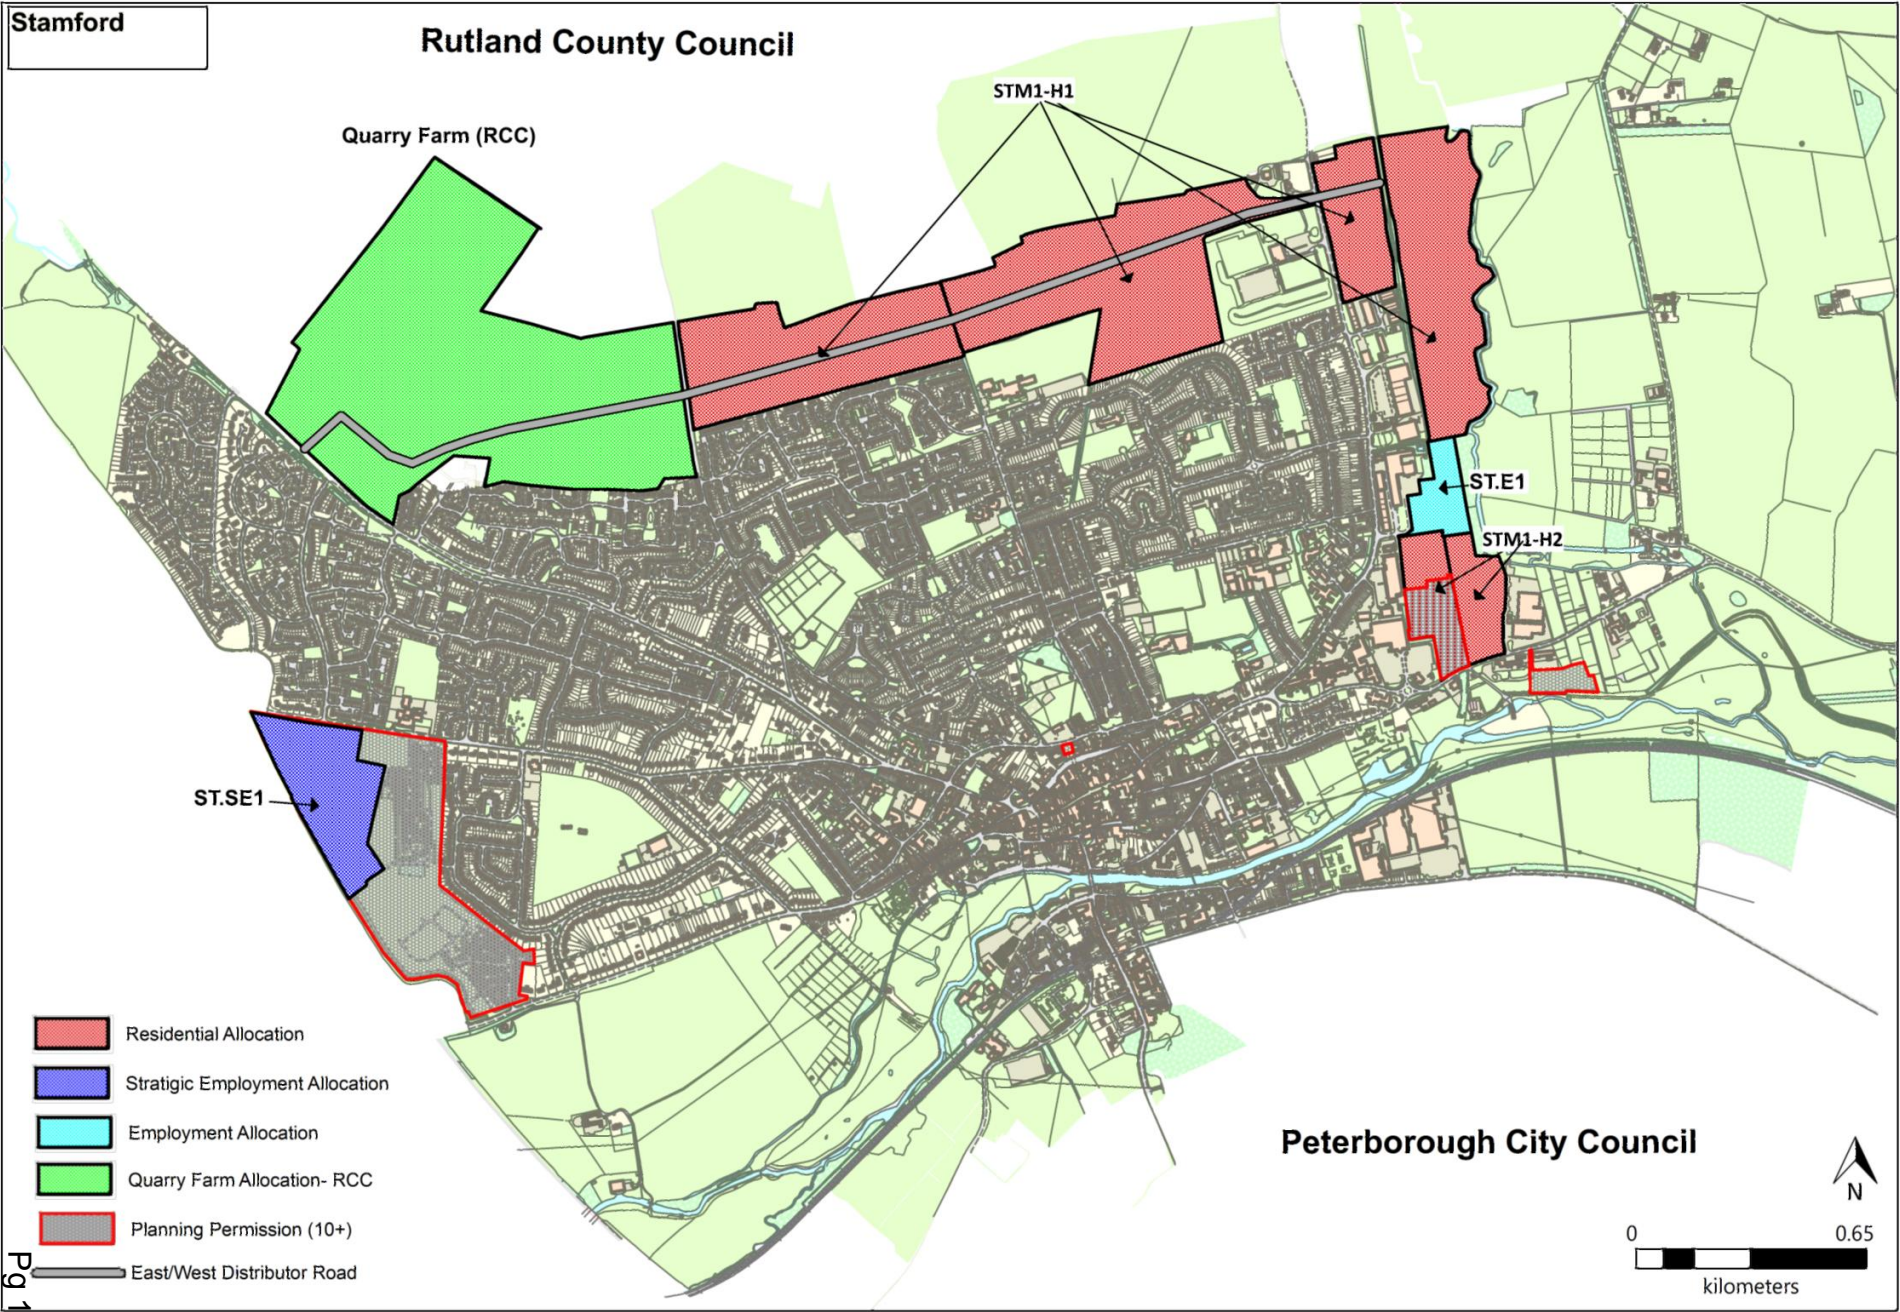 Stamford
Rutland County Council
STM1-H1
Quarry Farm (RCC)
ST.E1
STM1-H2
ST.SE1
Residential Allocation
Stratigic Employment Allocation
Employment Allocation
Quarry Farm Allocation- RCC
Planning Permission (10+)
East/West Distributor Road
Peterborough City Council
N
0 0.65
kilometers
Pg 1